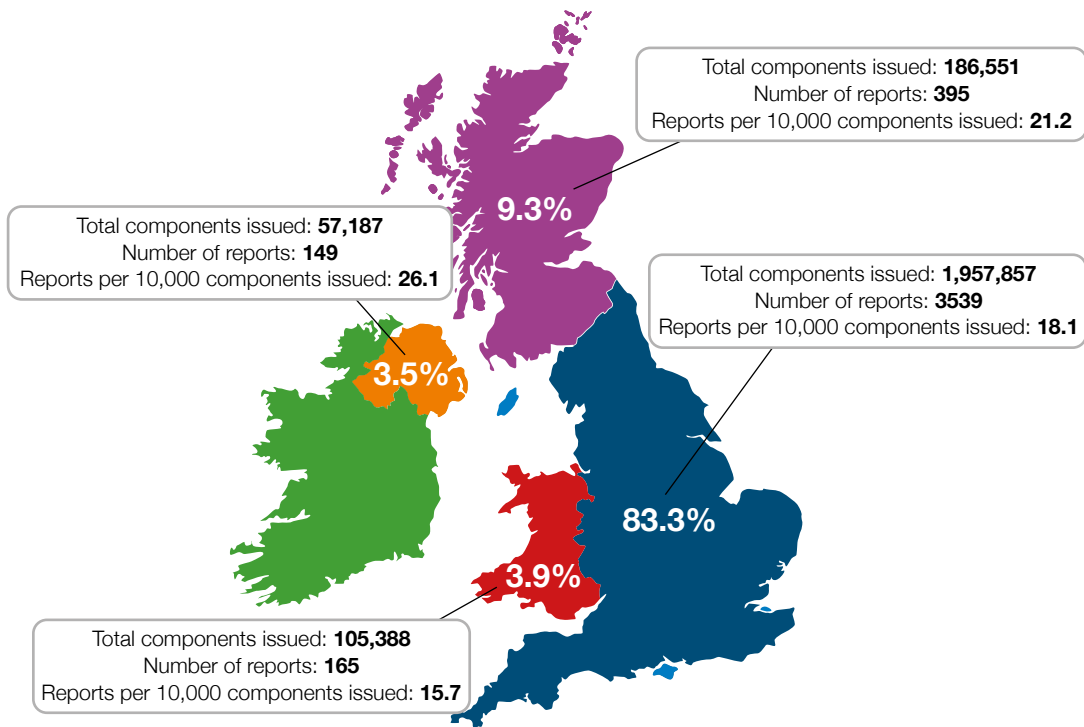 Total components issued: 186,551
Number of reports: 395
Reports per 10,000 components issued: 21.2
9.3%
Total components issued: 57,187
Number of reports: 149
Reports per 10,000 components issued: 26.1
3.5%
Total components issued: 1,957,857
Number of reports: 3539
Reports per 10,000 components issued: 18.1
83.3%
3.9%
Total components issued: 105,388
Number of reports: 165
Reports per 10,000 components issued: 15.7